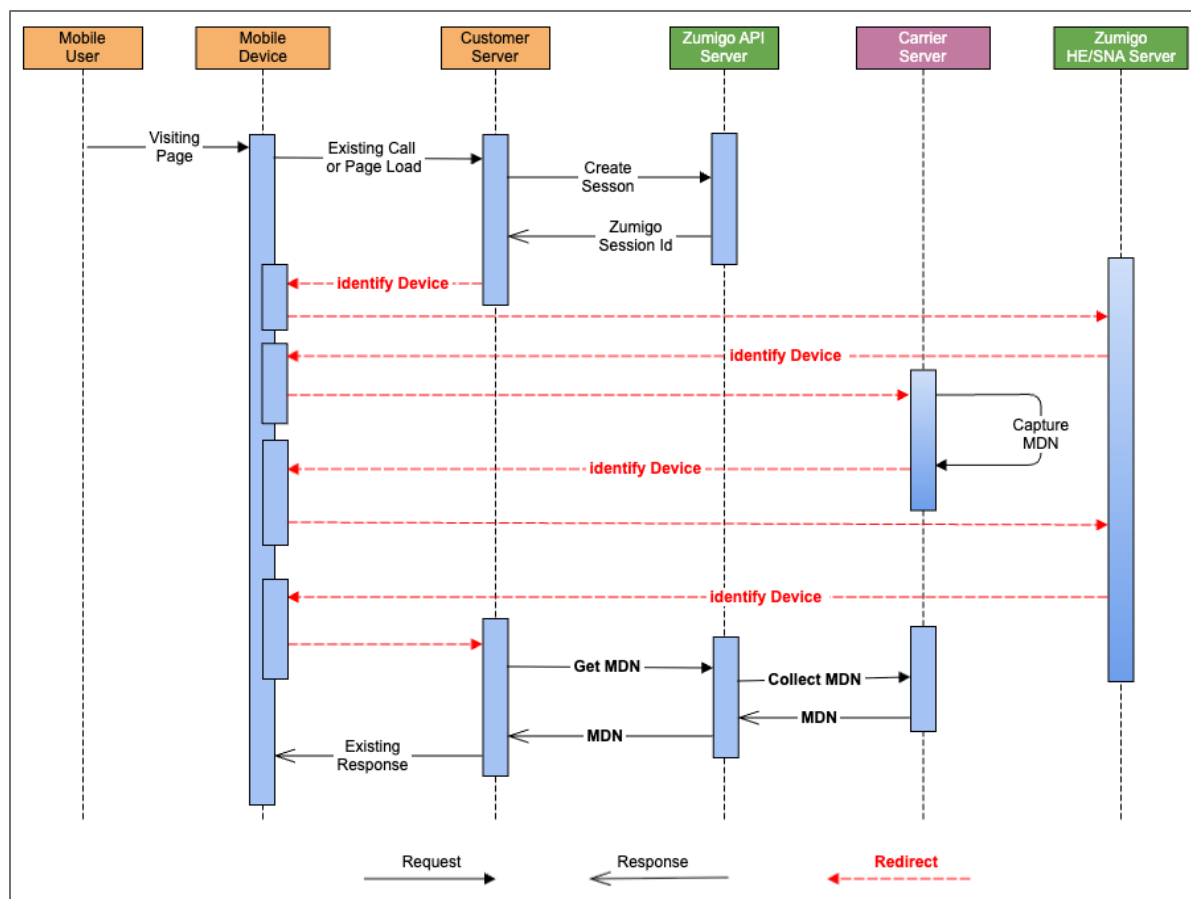 Mobile
User
Mobile
Device
Customer
Server
Zumigo API
Server
Carrier
Server
Zumigo
HE/SNA Server
Visiting
Page
Existing Call
or Page Load
Create
Sesson
Zumigo
Session Id
identify Device
identify Device
Capture
MDN
identify Device
identify Device
Get MDN
Collect MDN
MDN
MDN
Existing
Response
Request
Response
Redirect